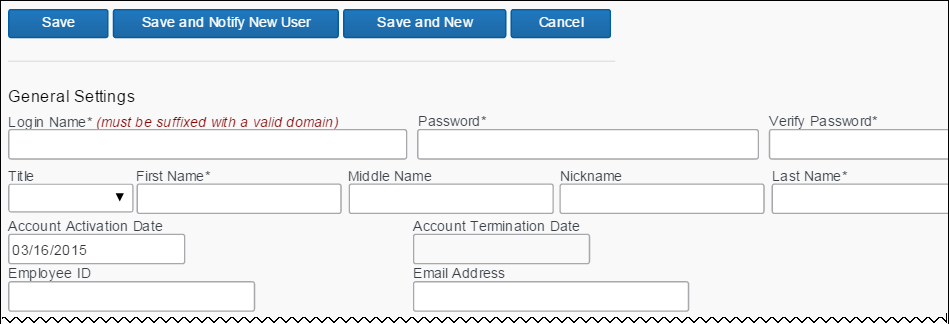 Save Save and Notify New User Save and New Cancel
General Settings
Login Name* (must be suffixed with a valid domain) Password* Verify Password*
Title First Name* Middle Name Nickname Last Name*
Account Activation Date Account Termination Date
03/16/2015
Employee ID Email Address